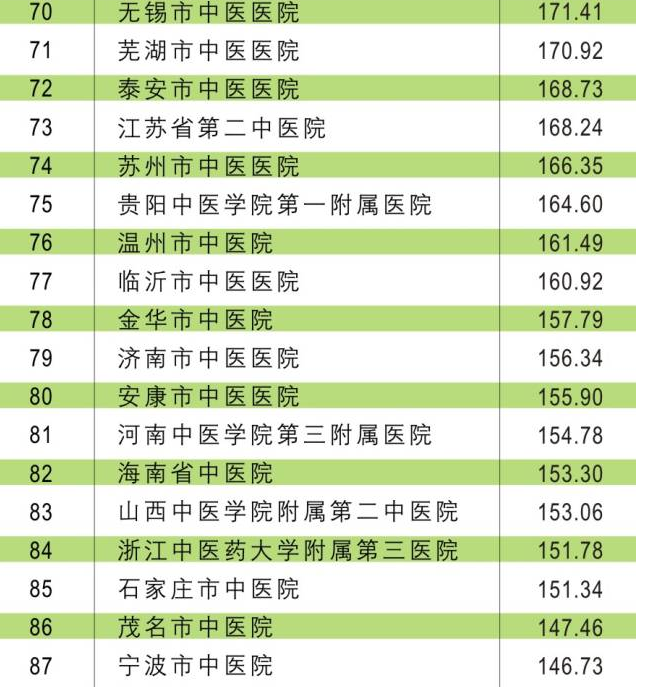 70 无锡市中医医院 171.41
71 芜湖市中医医院 170.92
72 泰安市中医医院 168.73
73 江苏省第二中医院 168.24
74 苏州市中医医院 166.35
75 贵阳中医学院第一附属医院 164.60
76 温州市中医院 161.49
77 临沂市中医医院 160.92
78 金华市中医院 157.79
79 济南市中医医院 156.34
80 安康市中医医院 155.90
81 河南中医学院第三附属医院 154.78
82 海南省中医院 153.30
83 山西中医学院附属第二中医院 153.06
84 浙江中医药大学附属第三医院 151.78
85 石家庄市中医院 151.34
86 茂名市中医院 147.46
87 宁波市中医院 146.73